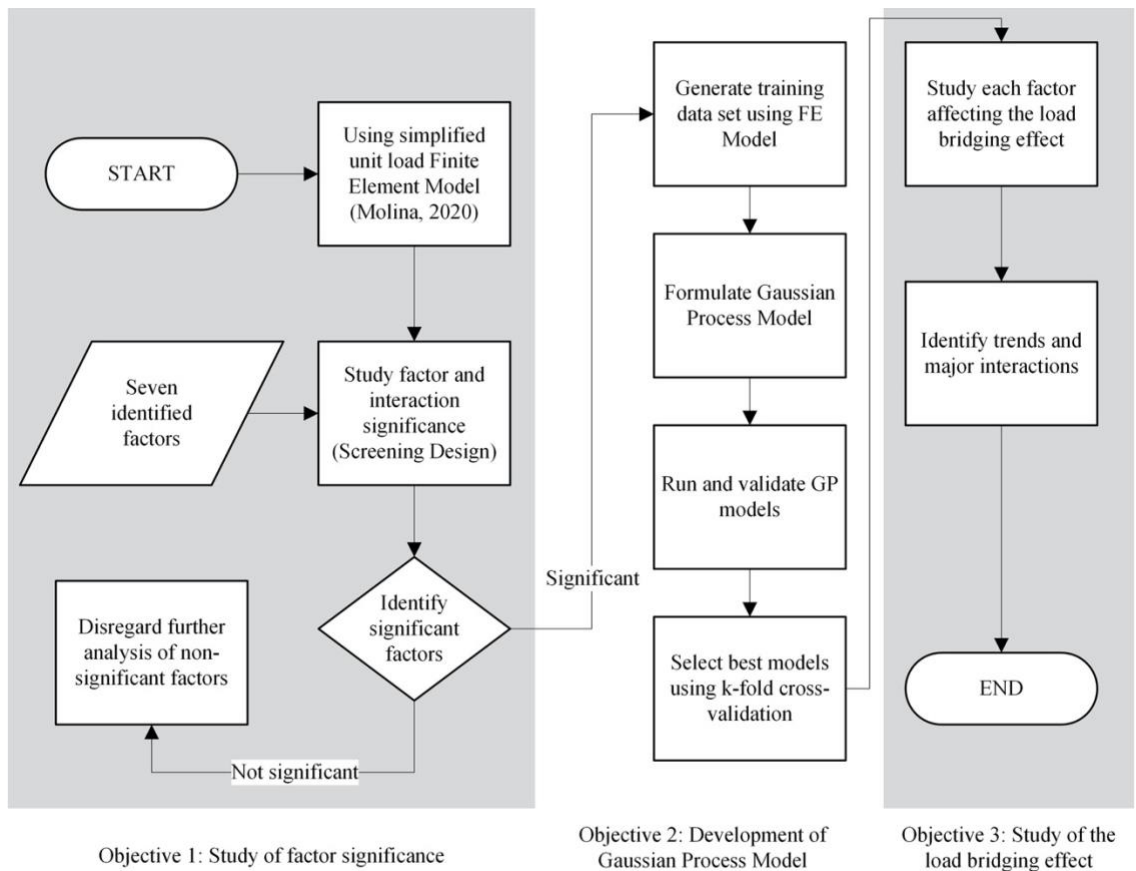 START
Using simplified
unit load Finite
Element Model
(Molina, 2020)
Seven
identified
factors
Study factor and
interaction
significance
(Screening Design)
Identify
significant
factors
Disregard further
analysis of non-
significant factors
Not significant
Significant
Objective 1: Study of factor significance
Generate training
data set using FE
Model
Formulate Gaussian
Process Model
Run and validate GP
models
Select best models
using k-fold cross-
validation
Objective 2: Development of
Gaussian Process Model
Study each factor
affecting the load
bridging effect
Identify trends and
major interactions
END
Objective 3: Study of the
load bridging effect